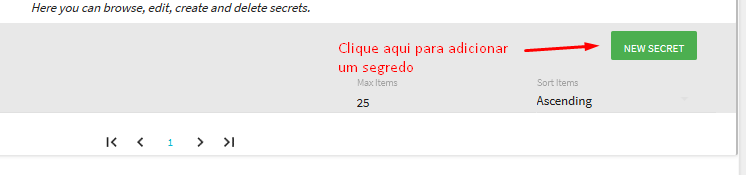 Here you can browse, edit, create and delete secrets.
Clique aqui para adicionar
um segredo
NEW SECRET
Max Items
Sort Items
25
Ascending
1